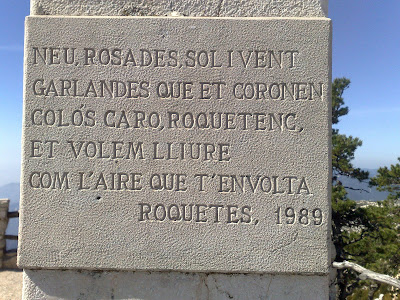 NEU, ROSADES, SOL I VENT
GARLANDES QUE ET CORONEN
COLÓS CARO, ROQUETENC,
ET VOLEM LLIURE
COM L'AIRE QUE T'ENVOLTA
ROQUETES, 1989